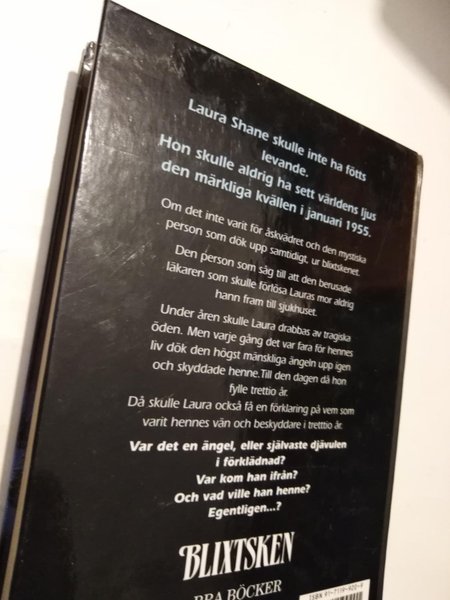 Laura Shane skulle inte ha fötts
levande.
Hon skulle aldrig ha sett världens ljus
den märkliga kvällen i januari 1955.
Om det inte varit för åskvädret och den mystiska
person som dök upp samtidigt, ur blixtskenet.
Den person som såg till att den berusade
läkaren som skulle förlösa Lauras mor aldrig
hann fram till sjukhuset.
Under åren skulle Laura drabbas av tragiska
öden. Men varje gång det var fara för hennes
liv dök den högst mänskliga ängeln upp igen
och skyddade henne. Till den dagen då hon
fylle trettio år.
Då skulle Laura också få en förklaring på vem som
varit hennes vän och beskyddare i tretttio år.
Var det en ängel, eller självaste djävulen
i förklädnad?
Var kom han ifrån?
Och vad ville han henne?
Egentligen...?
BLIXTSKEN
BRA BÖCKER
ISBN 91-7119-920-9